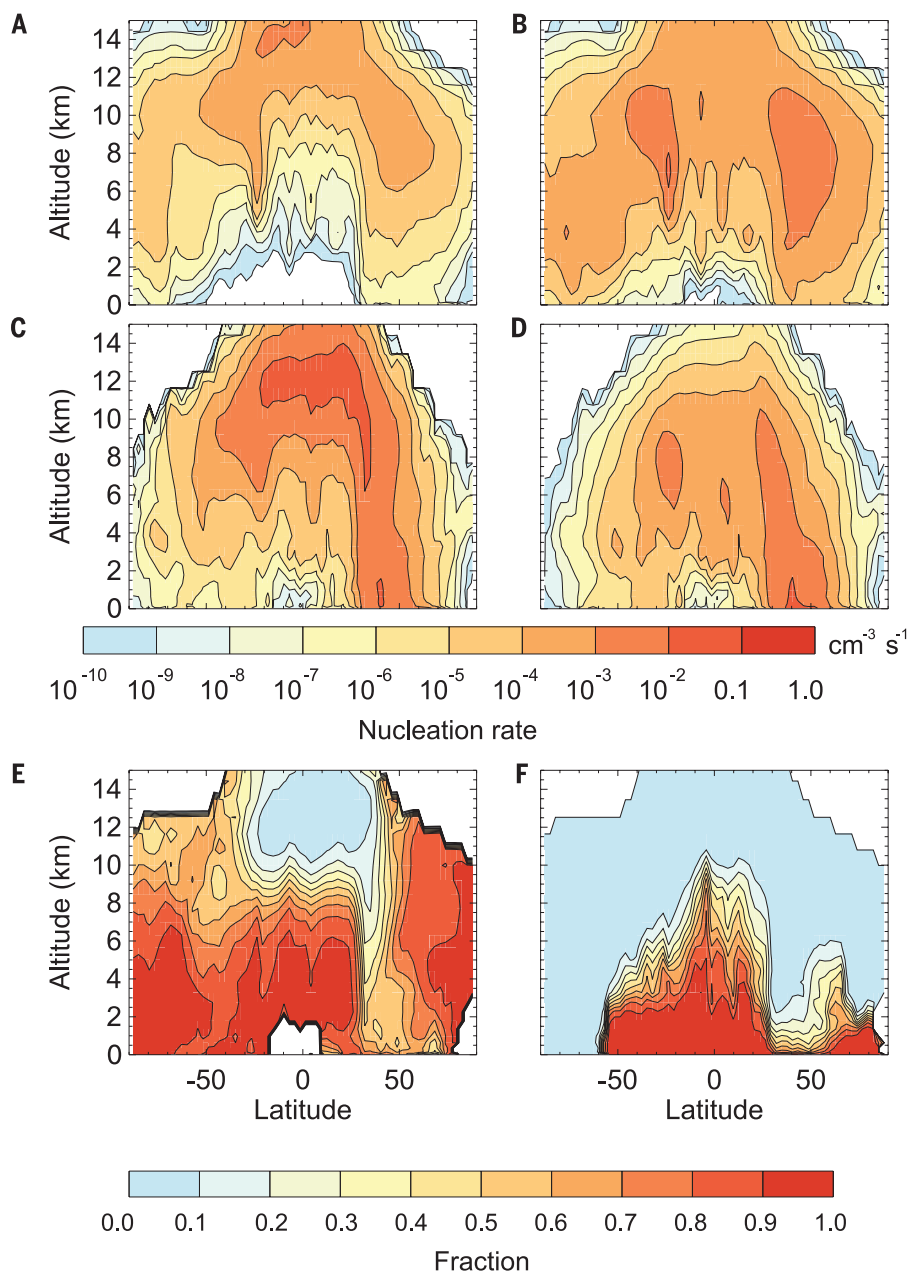 A B
14
12
10
8
6
4
2
0
Altitude (km)
C D
14
12
10
8
6
4
2
0
Altitude (km)
cm⁻³ s⁻¹
10⁻¹⁰ 10⁻⁹ 10⁻⁸ 10⁻⁷ 10⁻⁶ 10⁻⁵ 10⁻⁴ 10⁻³ 10⁻² 0.1 1.0
Nucleation rate
E F
14
12
10
8
6
4
2
0
Altitude (km)
-50 0 50 -50 0 50
Latitude Latitude
0.0 0.1 0.2 0.3 0.4 0.5 0.6 0.7 0.8 0.9 1.0
Fraction